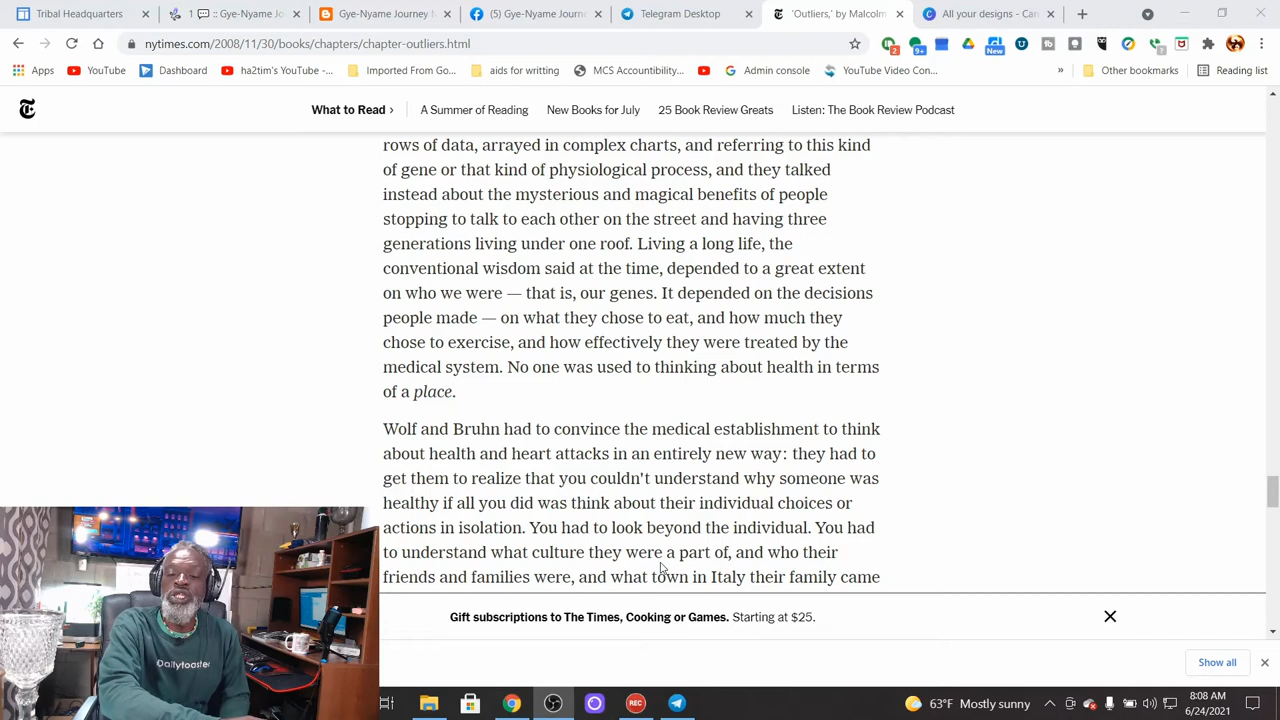 Tribal Headquarters
1 :: Gye-Nyame Jo
Gye-Nyame Journey N
(5) Gye-Nyame Journe
Telegram Desktop
'Outliers,' by Malcolm
All your designs - Can
nytimes.com/2008/11/30/books/chapters/chapter-outliers.html
Apps
YouTube
Dashboard
ha2tim's YouTube -...
Imported From Go...
aids for writting
MCS Accountibility...
Admin console
YouTube Video Con...
»
Other bookmarks
Reading list
What to Read ›
A Summer of Reading
New Books for July
25 Book Review Greats
Listen: The Book Review Podcast
rows of data, arrayed in complex charts, and referring to this kind
of gene or that kind of physiological process, and they talked
instead about the mysterious and magical benefits of people
stopping to talk to each other on the street and having three
generations living under one roof. Living a long life, the
conventional wisdom said at the time, depended to a great extent
on who we were — that is, our genes. It depended on the decisions
people made — on what they chose to eat, and how much they
chose to exercise, and how effectively they were treated by the
medical system. No one was used to thinking about health in terms
of a place.
Wolf and Bruhn had to convince the medical establishment to think
about health and heart attacks in an entirely new way: they had to
get them to realize that you couldn't understand why someone was
healthy if all you did was think about their individual choices or
actions in isolation. You had to look beyond the individual. You had
to understand what culture they were a part of, and who their
friends and families were, and what town in Italy their family came
Gift subscriptions to The Times, Cooking or Games. Starting at $25.
Show all
REC
63°F Mostly sunny
8:08 AM
6/24/2021